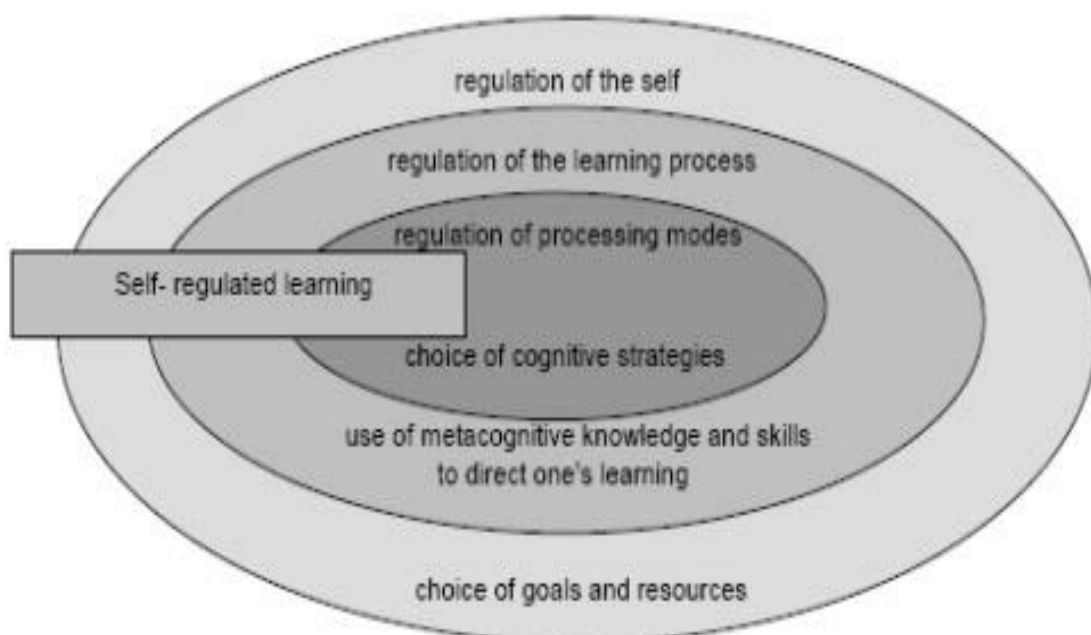 regulation of the self
regulation of the learning process
regulation of processing modes
Self- regulated learning
choice of cognitive strategies
use of metacognitive knowledge and skills
to direct one's learning
choice of goals and resources